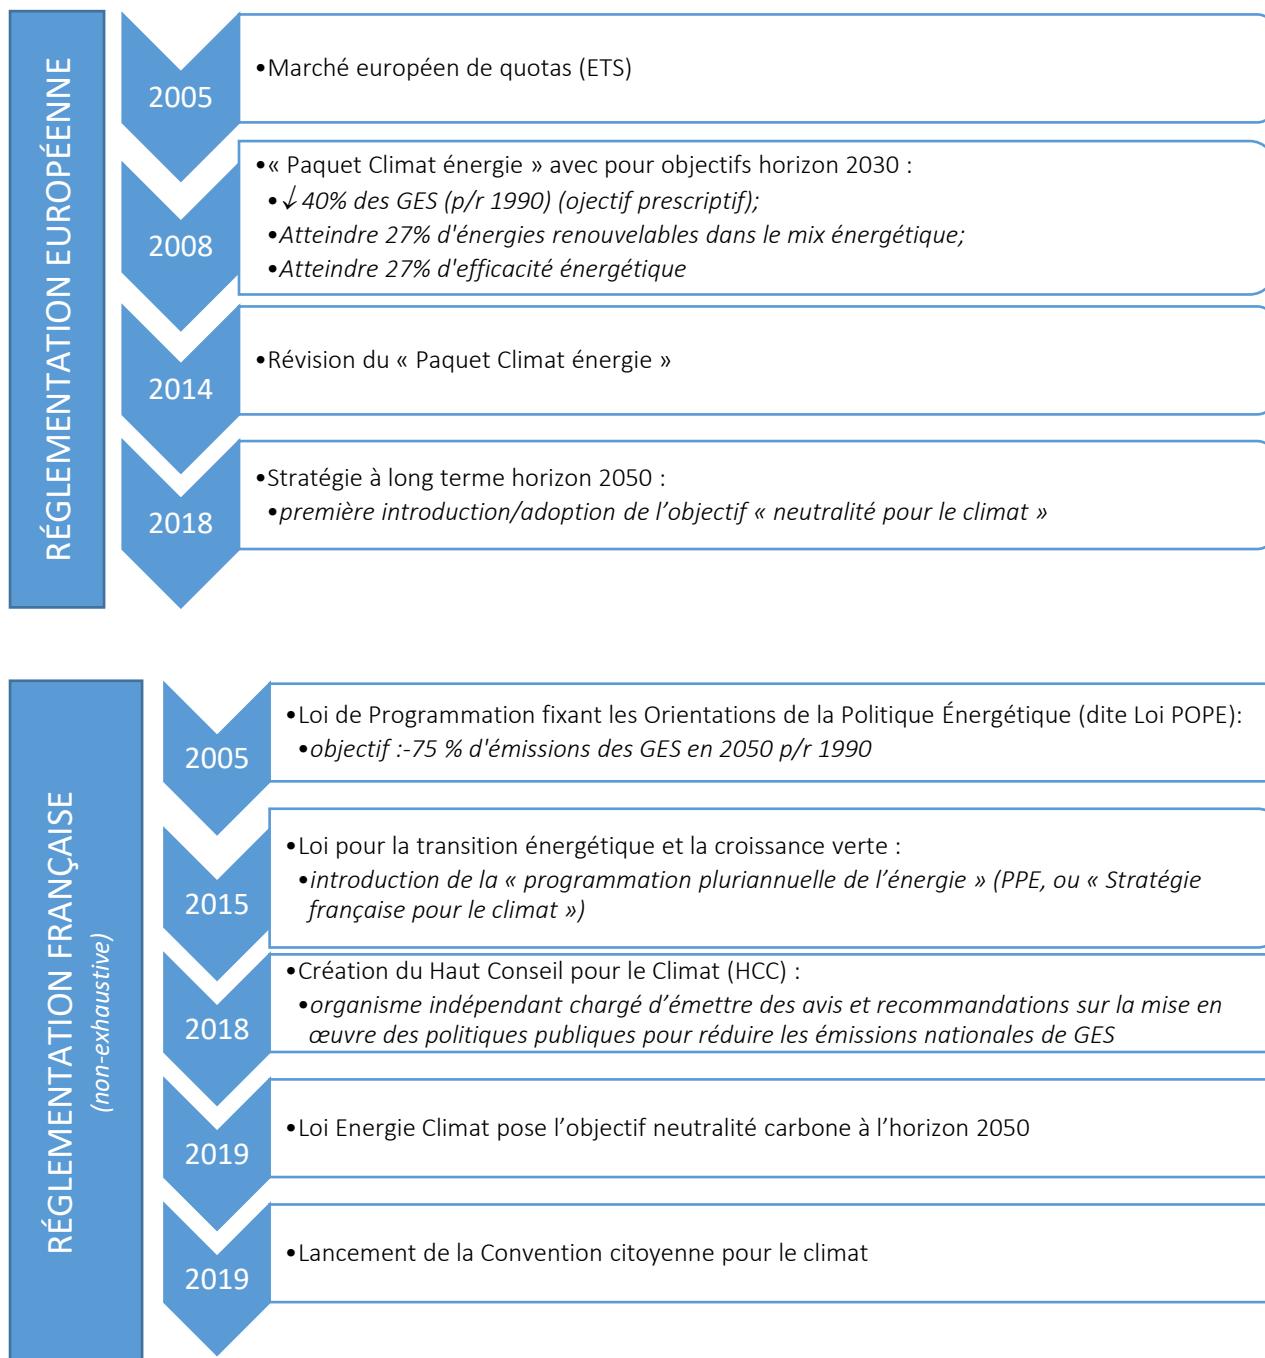 RÉGLEMENTATION EUROPÉENNE
2005
•Marché européen de quotas (ETS)
2008
•« Paquet Climat énergie » avec pour objectifs horizon 2030 :
•↓ 40% des GES (p/r 1990) (ojectif prescriptif);
•Atteindre 27% d'énergies renouvelables dans le mix énergétique;
•Atteindre 27% d'efficacité énergétique
2014
•Révision du « Paquet Climat énergie »
2018
•Stratégie à long terme horizon 2050 :
•première introduction/adoption de l’objectif « neutralité pour le climat »
RÉGLEMENTATION FRANÇAISE
(non-exhaustive)
2005
•Loi de Programmation fixant les Orientations de la Politique Énergétique (dite Loi POPE):
•objectif :-75 % d'émissions des GES en 2050 p/r 1990
2015
•Loi pour la transition énergétique et la croissance verte :
•introduction de la « programmation pluriannuelle de l’énergie » (PPE, ou « Stratégie
française pour le climat »)
2018
•Création du Haut Conseil pour le Climat (HCC) :
•organisme indépendant chargé d’émettre des avis et recommandations sur la mise en
œuvre des politiques publiques pour réduire les émissions nationales de GES
2019
•Loi Energie Climat pose l’objectif neutralité carbone à l’horizon 2050
2019
•Lancement de la Convention citoyenne pour le climat